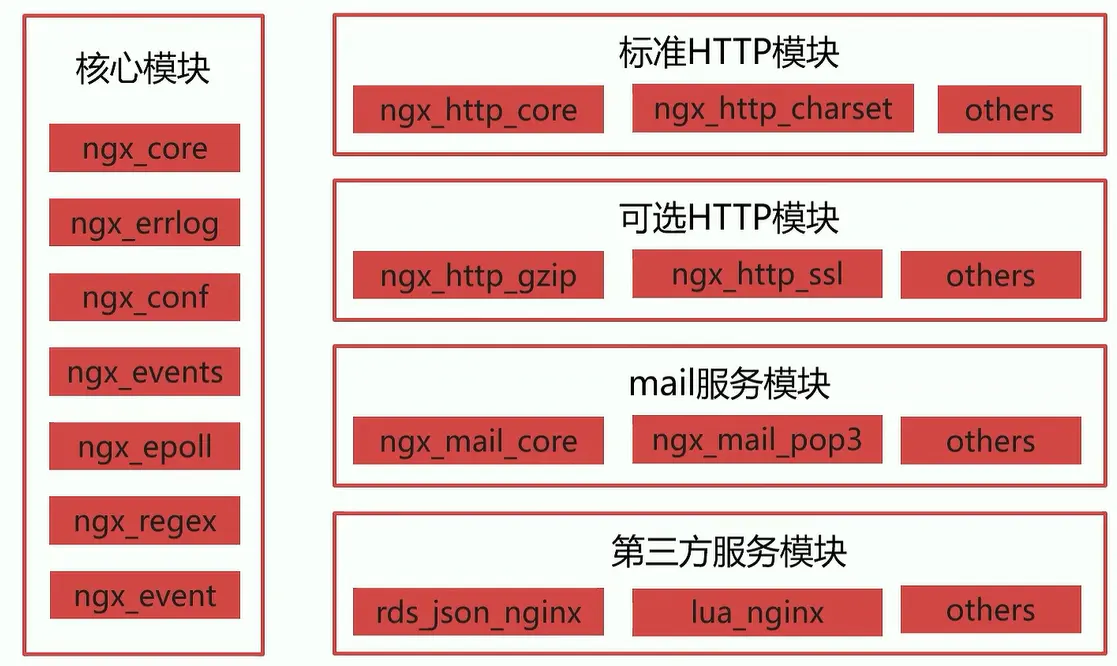 核心模块
ngx_core
ngx_errlog
ngx_conf
ngx_events
ngx_epoll
ngx_regex
ngx_event
标准HTTP模块
ngx_http_core
ngx_http_charset
others
可选HTTP模块
ngx_http_gzip
ngx_http_ssl
others
mail服务模块
ngx_mail_core
ngx_mail_pop3
others
第三方服务模块
rds_json_nginx
lua_nginx
others